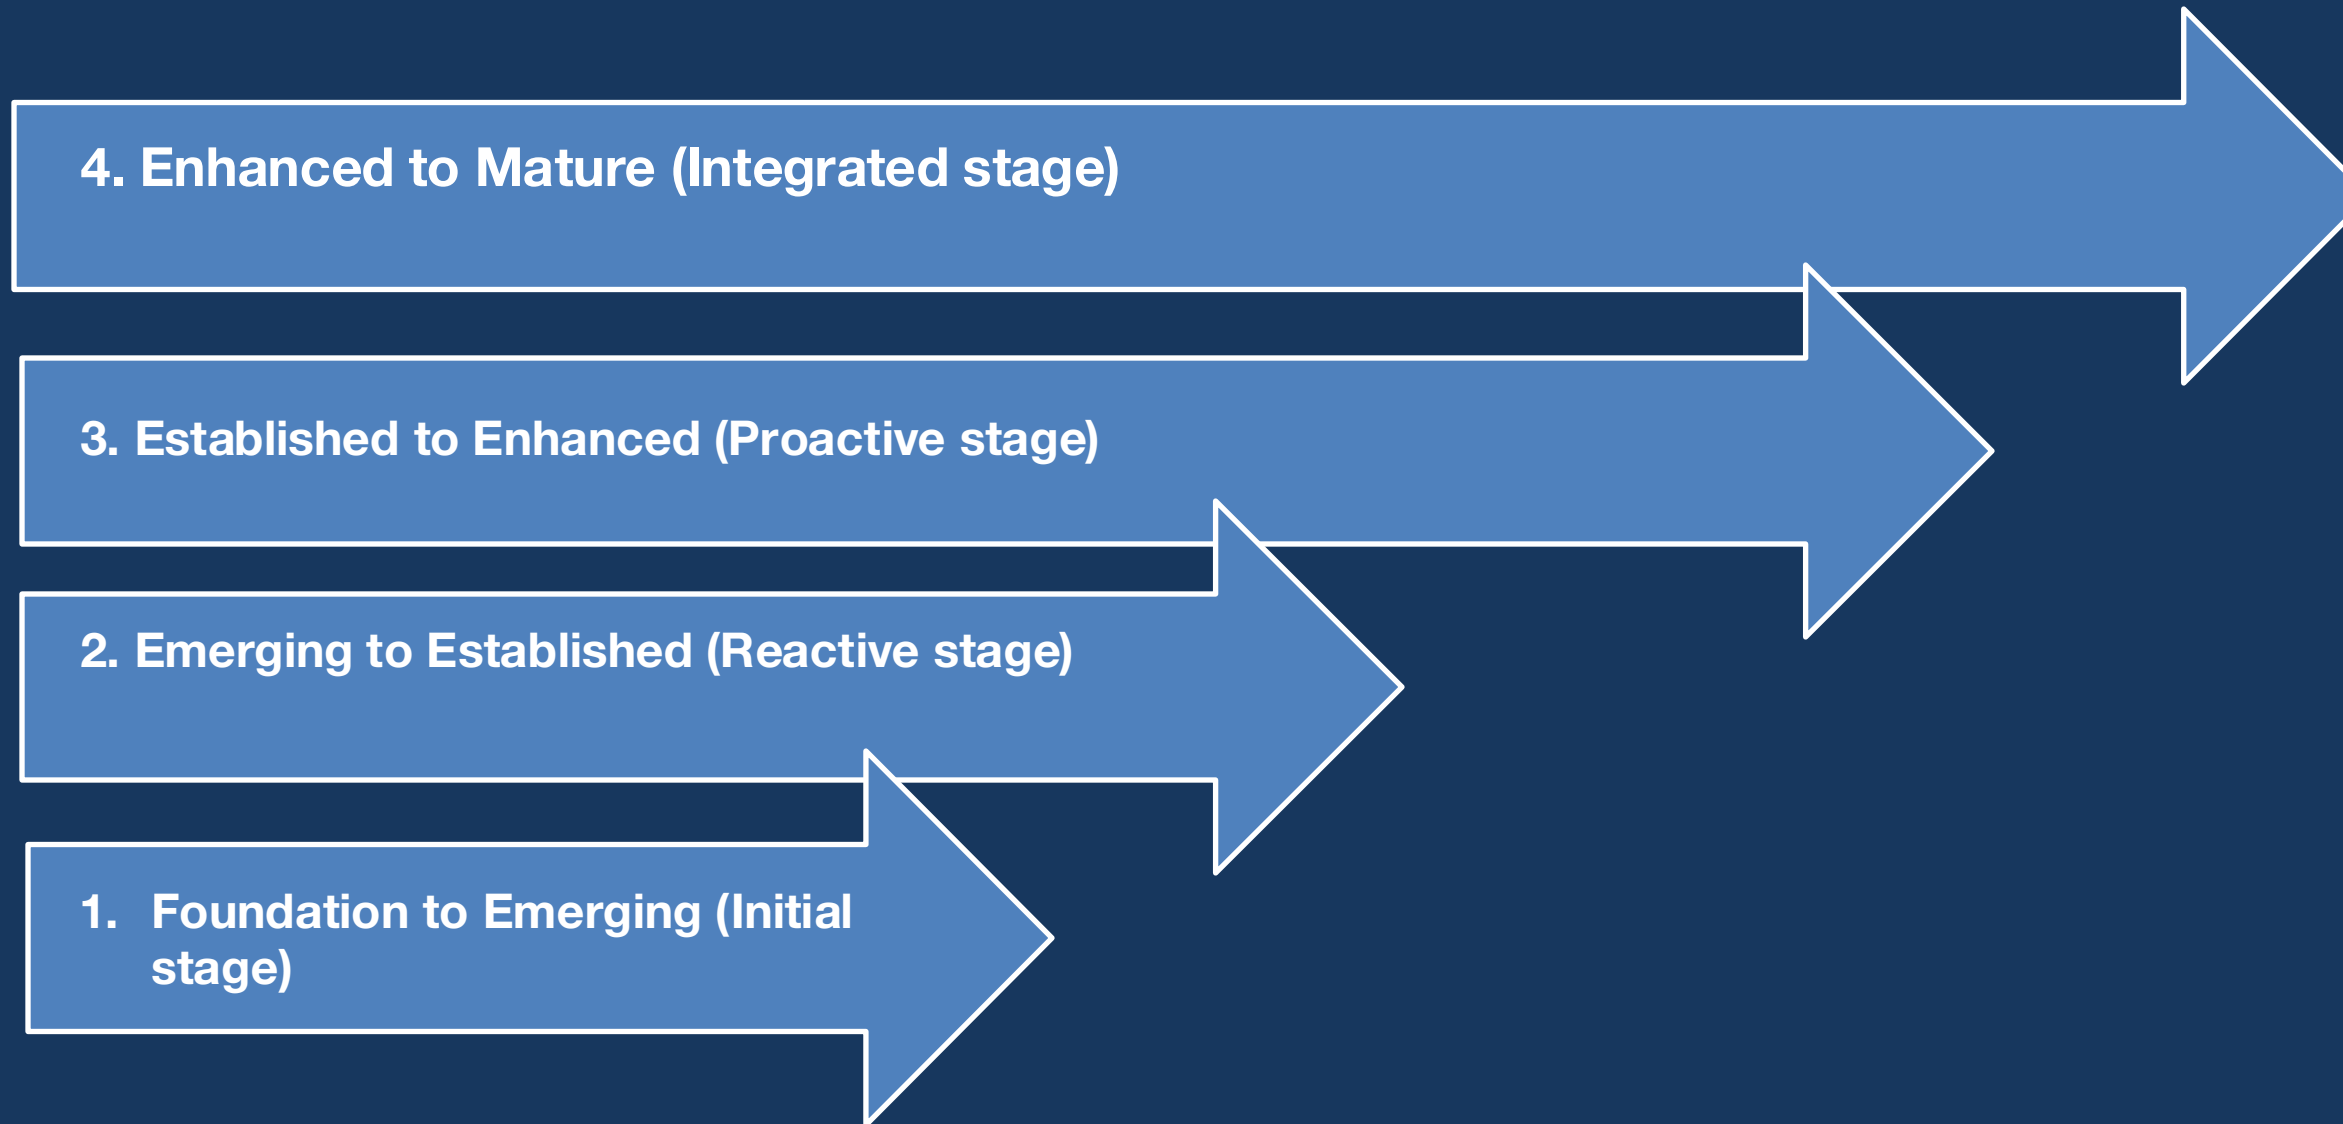 4. Enhanced to Mature (Integrated stage)
3. Established to Enhanced (Proactive stage)
2. Emerging to Established (Reactive stage)
1. Foundation to Emerging (Initial
stage)